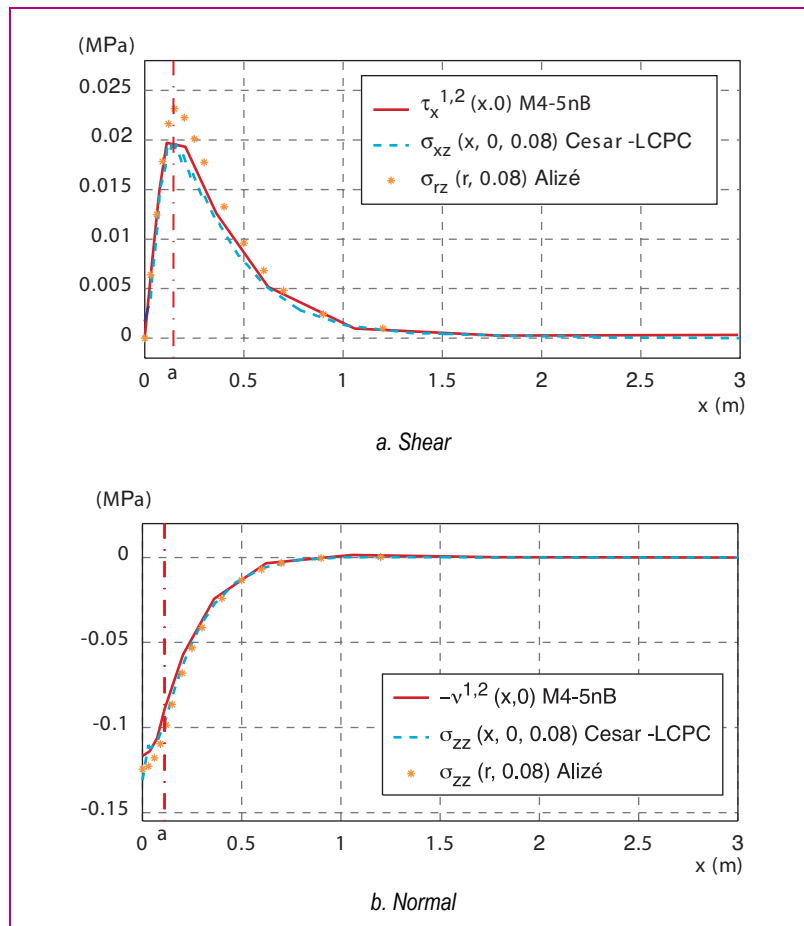 (MPa)
0.025
0.02
0.015
0.01
0.005
0
τx1,2 (x.0) M4-5nB
σxz (x, 0, 0.08) Cesar -LCPC
σrz (r, 0.08) Alizé
0 a 0.5 1 1.5 2 2.5 3
x (m)
a. Shear
(MPa)
0
-0.05
-0.1
-0.15
–ν1,2 (x,0) M4-5nB
σzz (x, 0, 0.08) Cesar -LCPC
σzz (r, 0.08) Alizé
0 a 0.5 1 1.5 2 2.5 3
x (m)
b. Normal